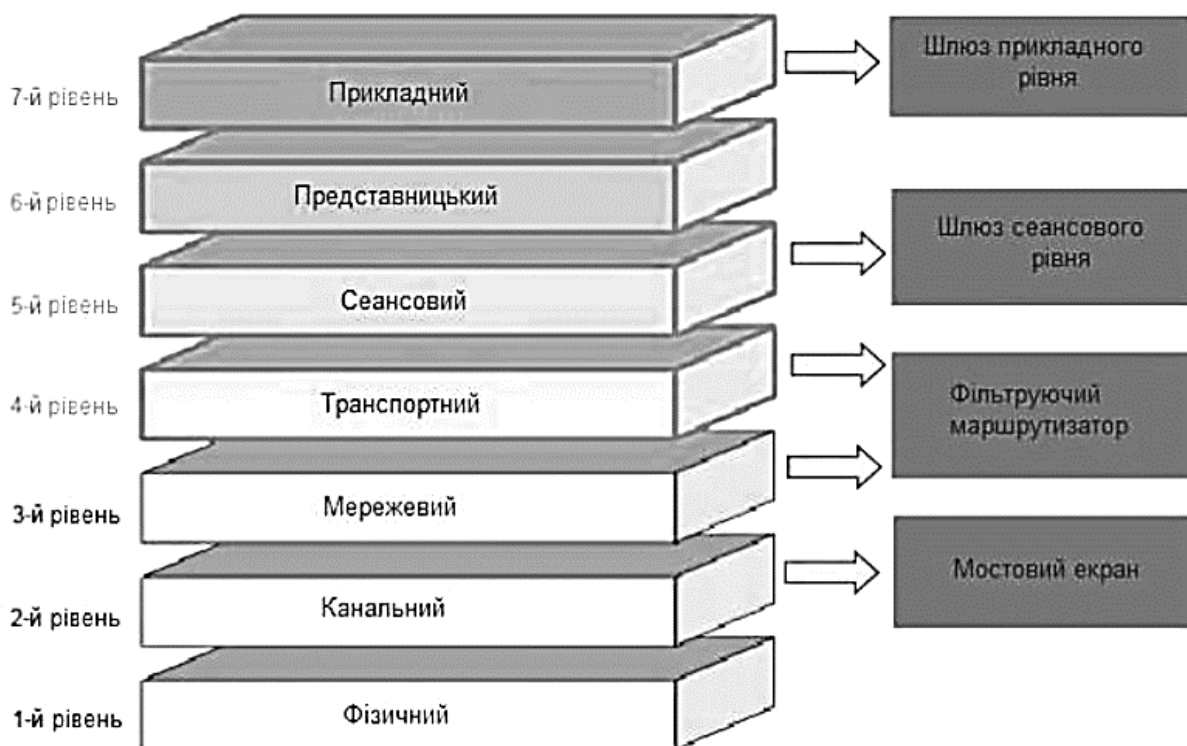 7-й рівень
Прикладний
Шлюз прикладного
рівня
6-й рівень
Представницький
5-й рівень
Сеансовий
Шлюз сеансового
рівня
4-й рівень
Транспортний
Фільтруючий
маршрутизатор
3-й рівень
Мережевий
2-й рівень
Канальний
Мостовий екран
1-й рівень
Фізичний